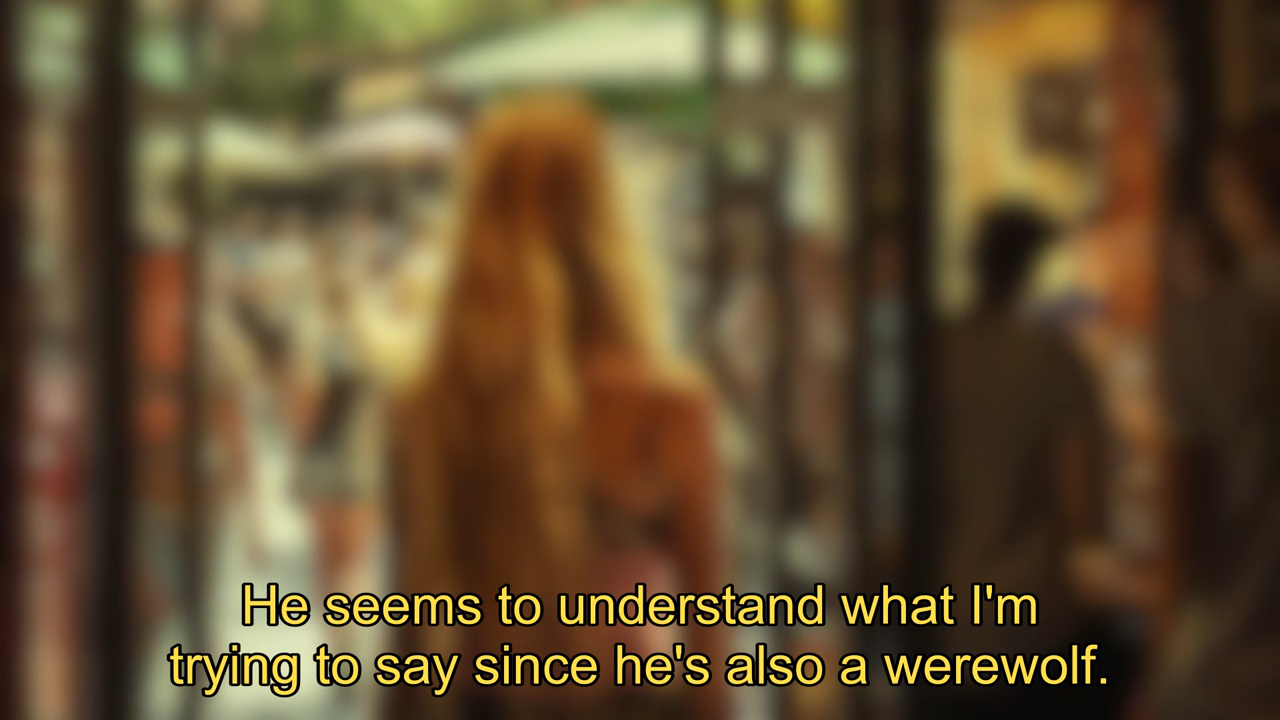 He seems to understand what I'm
trying to say since he's also a werewolf.